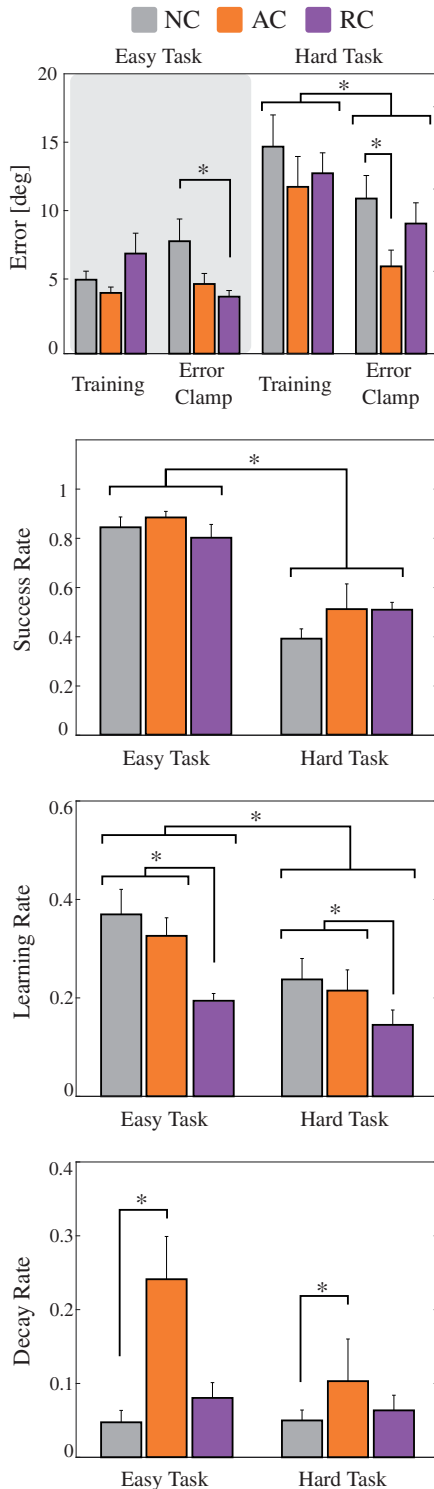 NC AC RC
Easy Task Hard Task
Error [deg]
20
15
10
5
0
*
*
*
Training Error Clamp Training Error Clamp
Success Rate
1
0.8
0.6
0.4
0.2
0
*
Easy Task Hard Task
Learning Rate
0.6
0.4
0.2
0
*
*
*
Easy Task Hard Task
Decay Rate
0.4
0.3
0.2
0.1
0
*
*
Easy Task Hard Task